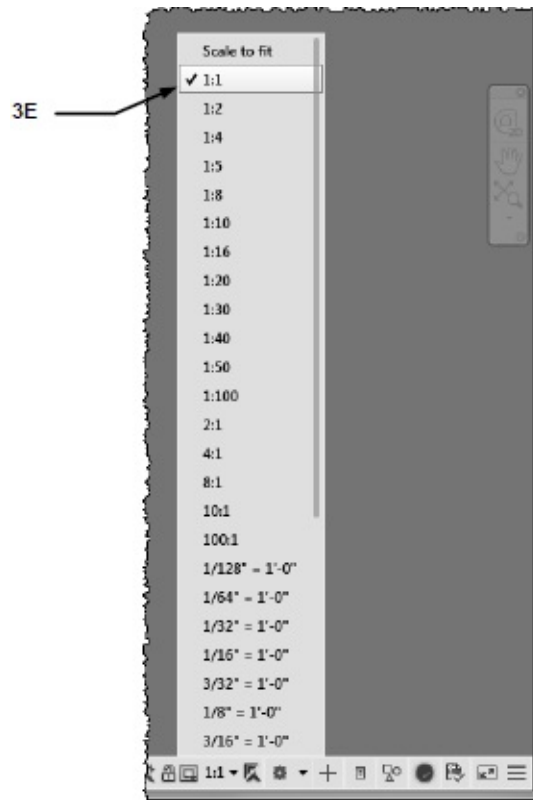 Scale to fit
3E
1:1
1:2
1:4
1:5
1:8
1:10
1:16
1:20
1:30
1:40
1:50
1:100
2:1
4:1
8:1
10:1
100:1
1/128" = 1'-0"
1/64" = 1'-0"
1/32" = 1'-0"
1/16" = 1'-0"
3/32" = 1'-0"
1/8" = 1'-0"
3/16" = 1'-0"
1:1